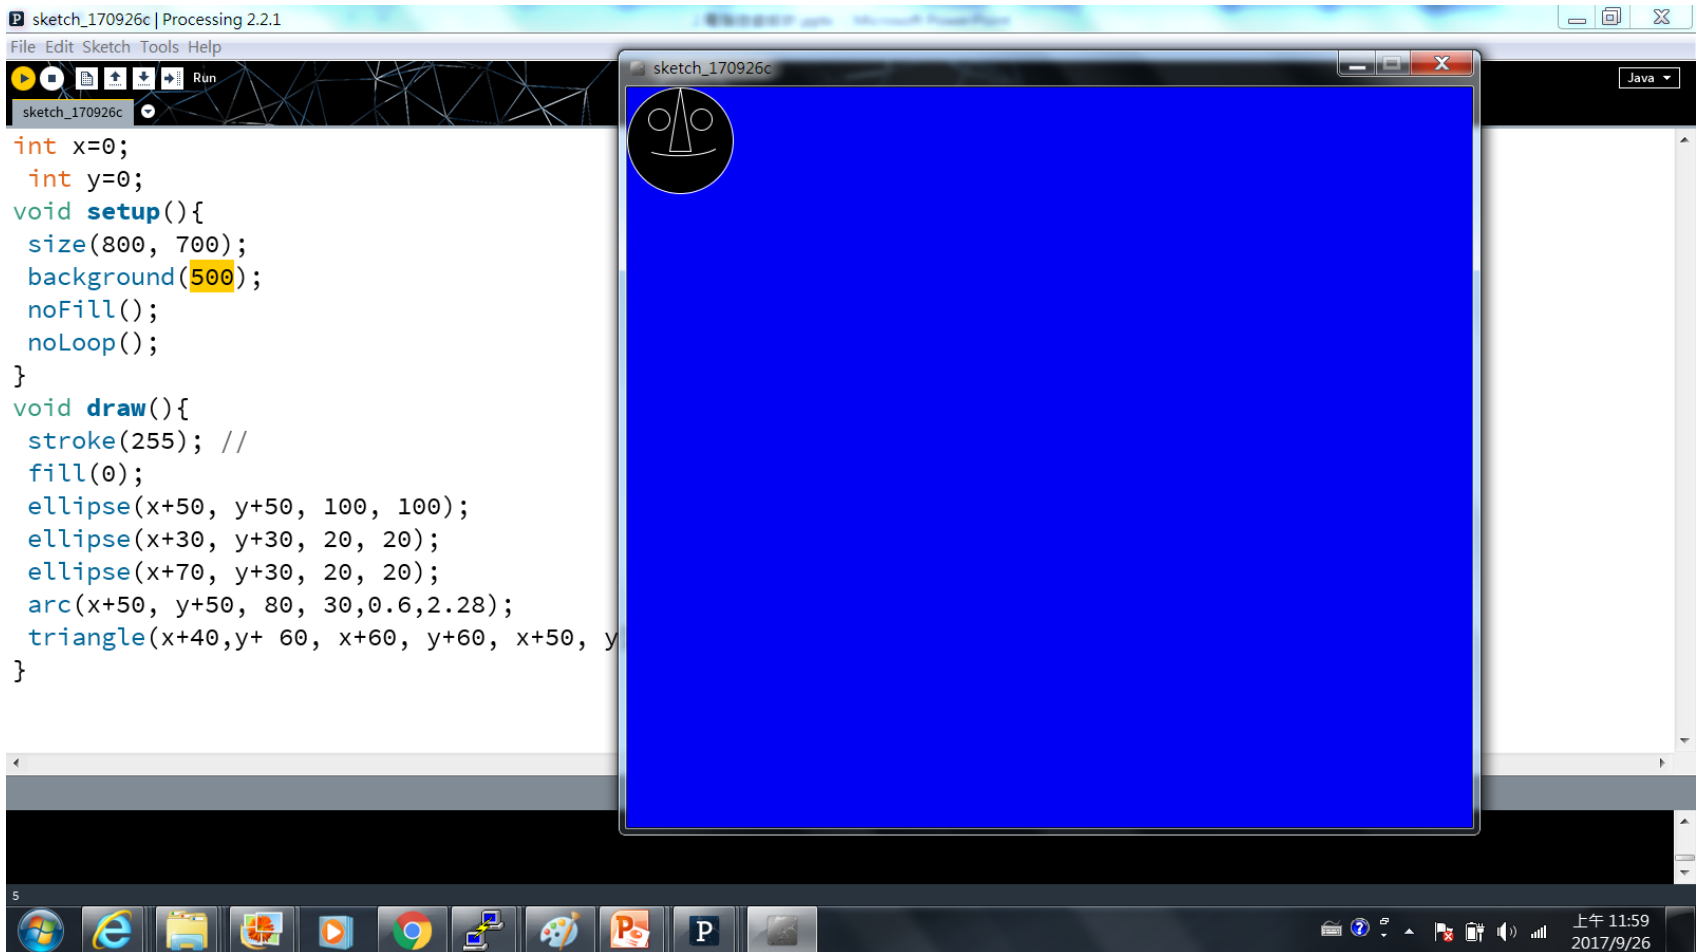 sketch_170926c | Processing 2.2.1
File Edit Sketch Tools Help
Run
Java
sketch_170926c
int x=0;
int y=0;
void setup(){
size(800, 700);
background(500);
noFill();
noLoop();
}
void draw(){
stroke(255); //
fill(0);
ellipse(x+50, y+50, 100, 100);
ellipse(x+30, y+30, 20, 20);
ellipse(x+70, y+30, 20, 20);
arc(x+50, y+50, 80, 30,0.6,2.28);
triangle(x+40,y+ 60, x+60, y+60, x+50, y
}
sketch_170926c
5
上午 11:59
2017/9/26